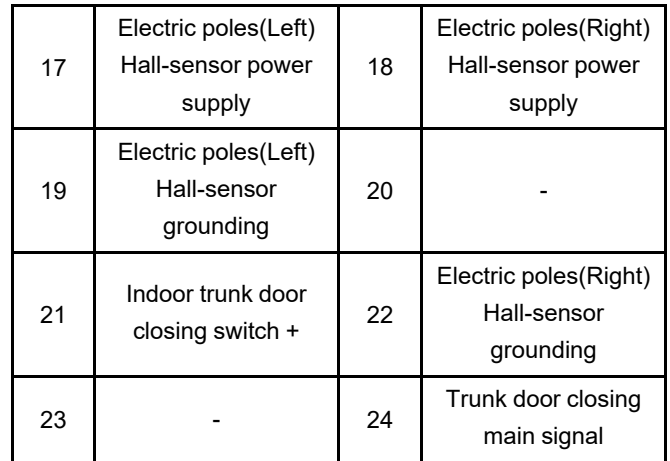 17
Electric poles(Left)
Hall-sensor power
supply
18
Electric poles(Right)
Hall-sensor power
supply
19
Electric poles(Left)
Hall-sensor
grounding
20
-
21
Indoor trunk door
closing switch +
22
Electric poles(Right)
Hall-sensor
grounding
23
-
24
Trunk door closing
main signal